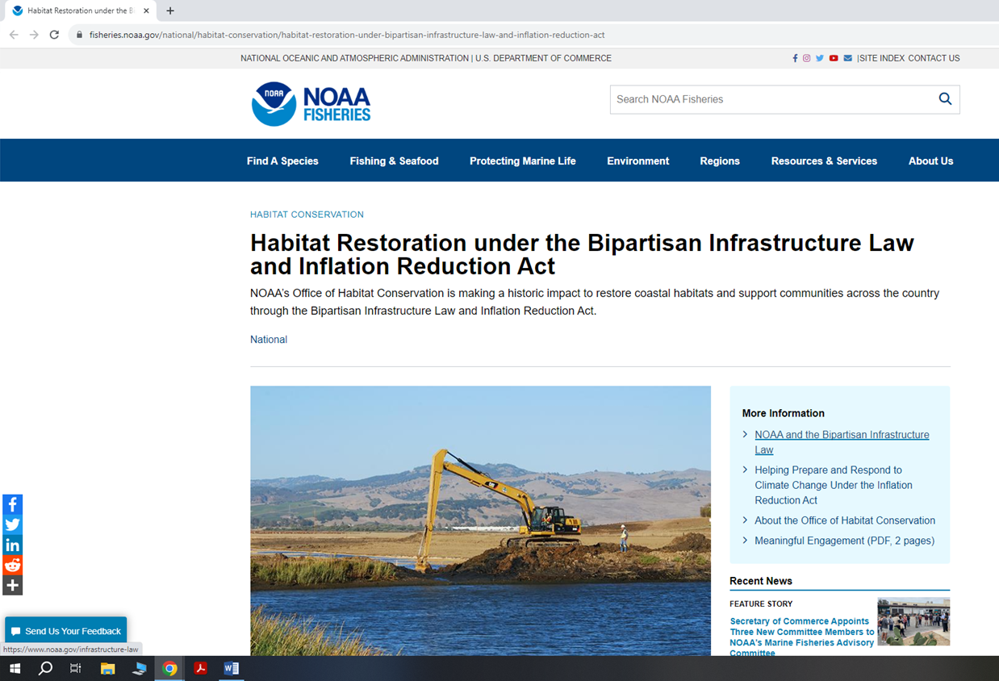 Habitat Restoration under the B
fisheries.noaa.gov/national/habitat-conservation/habitat-restoration-under-bipartisan-infrastructure-law-and-inflation-reduction-act
NATIONAL OCEANIC AND ATMOSPHERIC ADMINISTRATION | U.S. DEPARTMENT OF COMMERCE
|SITE INDEX CONTACT US
NOAA
NOAA
FISHERIES
Search NOAA Fisheries
Find A Species Fishing & Seafood Protecting Marine Life Environment Regions Resources & Services About Us
HABITAT CONSERVATION
Habitat Restoration under the Bipartisan Infrastructure Law
and Inflation Reduction Act
NOAA's Office of Habitat Conservation is making a historic impact to restore coastal habitats and support communities across the country
through the Bipartisan Infrastructure Law and Inflation Reduction Act.
National
More Information
NOAA and the Bipartisan Infrastructure
Law
Helping Prepare and Respond to
Climate Change Under the Inflation
Reduction Act
About the Office of Habitat Conservation
Meaningful Engagement (PDF, 2 pages)
Recent News
FEATURE STORY
Secretary of Commerce Appoints
Three New Committee Members to
NOAA's Marine Fisheries Advisory
Committee
Send Us Your Feedback
https://www.noaa.gov/infrastructure-law